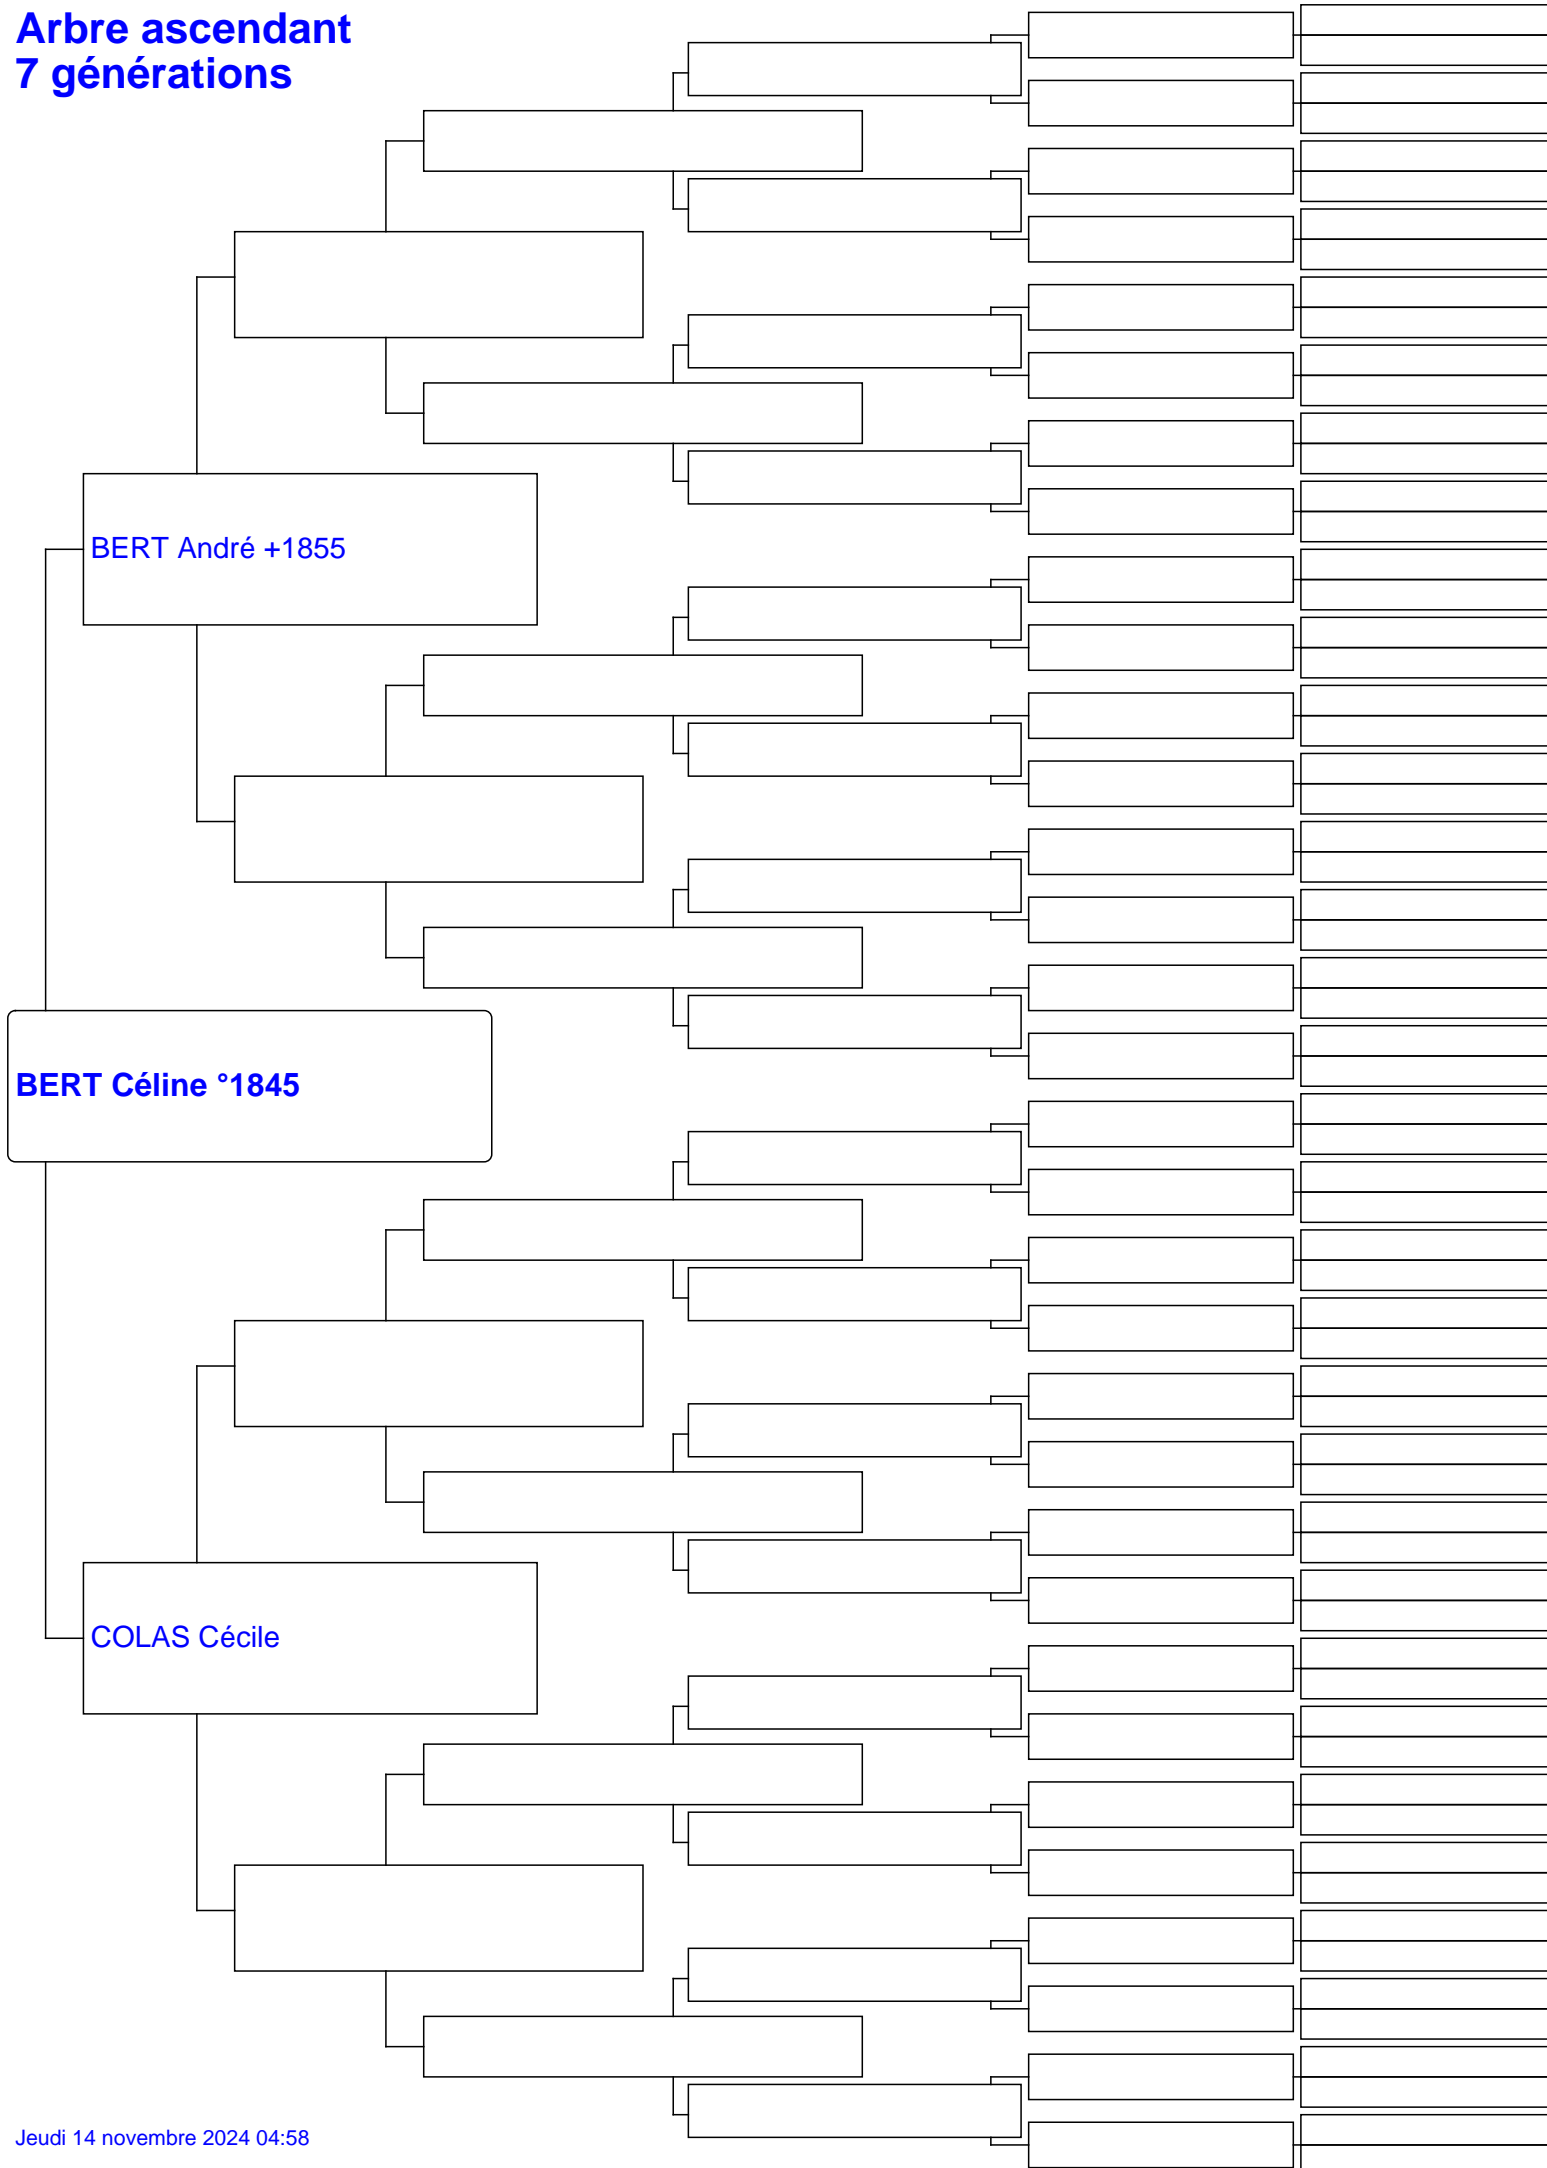 Arbre ascendant
7 générations
BERT André +1855
BERT Céline °1845
COLAS Cécile
Jeudi 14 novembre 2024 04:58